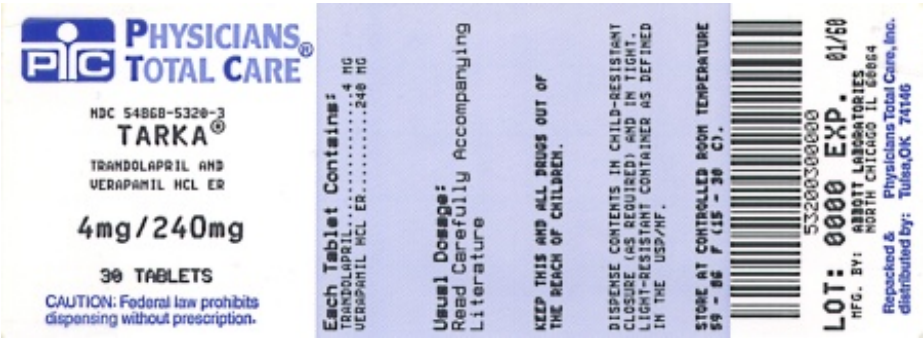 PTC PHYSICIANS
TOTAL CARE®
NDC 54868-5320-3
TARKA®
TRANDOLAPRIL AND
VERAPAMIL HCL ER
4mg/240mg
30 TABLETS
CAUTION: Federal law prohibits
dispensing without prescription.
Each Tablet Contains:
TRANDOLAPRIL..........4 MG
VERAPAMIL HCL ER.......240 MG
Usual Dosage:
Read Carefully Accompanying
Literature
KEEP THIS AND ALL DRUGS OUT OF
THE REACH OF CHILDREN.
DISPENSE CONTENTS IN CHILD-RESISTANT
CLOSURE (AS REQUIRED) AND IN TIGHT.
LIGHT-RESISTANT CONTAINER AS DEFINED
IN THE USP/NF.
STORE AT CONTROLLED ROOM TEMPERATURE
59 - 86 F (15 - 30 C).
53200300000
LOT: 0000 EXP. 01/60
MFG. BY: ABBOTT LABORATORIES
NORTH CHICAGO IL 60064
Repacked & Physicians Total Care, Inc.
distributed by: Tulsa, OK 74146